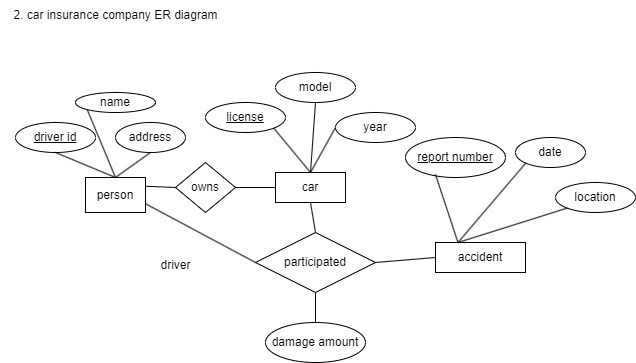 2. car insurance company ER diagram
model
name
license
year
driver id
address
report number
date
person
owns
car
location
accident
driver
participated
damage amount